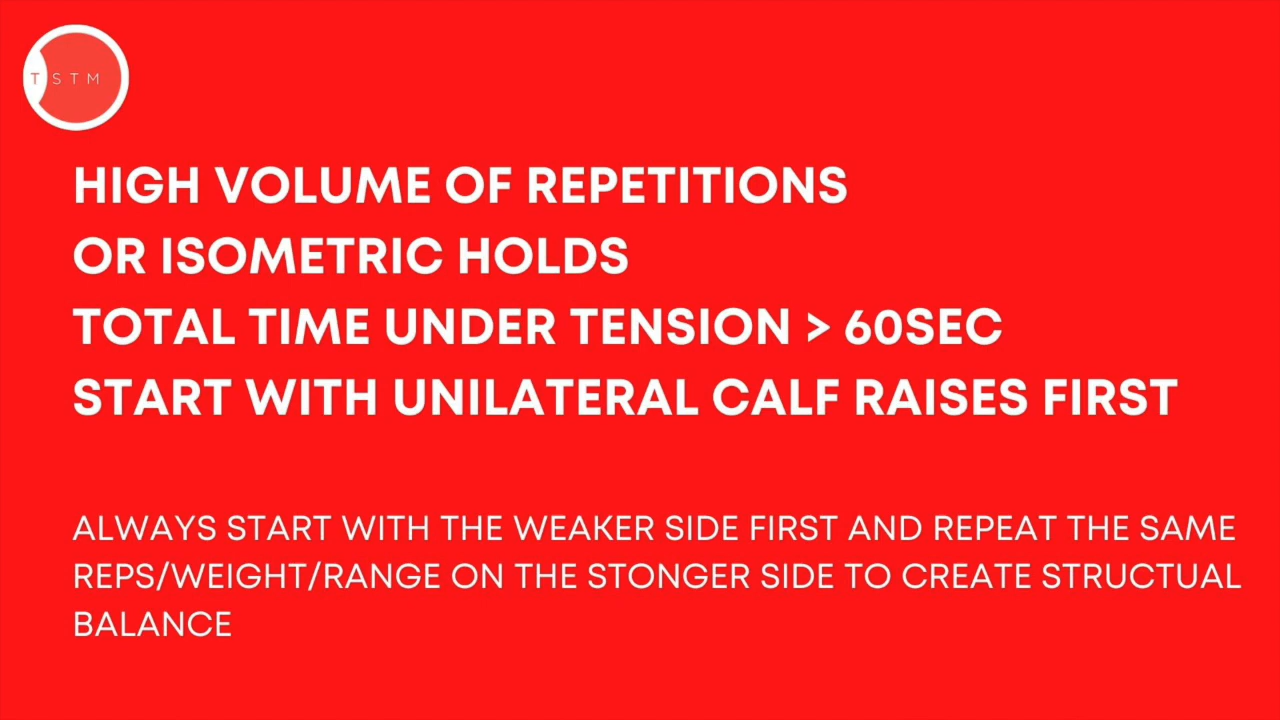 TSTM
HIGH VOLUME OF REPETITIONS
OR ISOMETRIC HOLDS
TOTAL TIME UNDER TENSION > 60SEC
START WITH UNILATERAL CALF RAISES FIRST
ALWAYS START WITH THE WEAKER SIDE FIRST AND REPEAT THE SAME
REPS/WEIGHT/RANGE ON THE STONGER SIDE TO CREATE STRUCTUAL
BALANCE